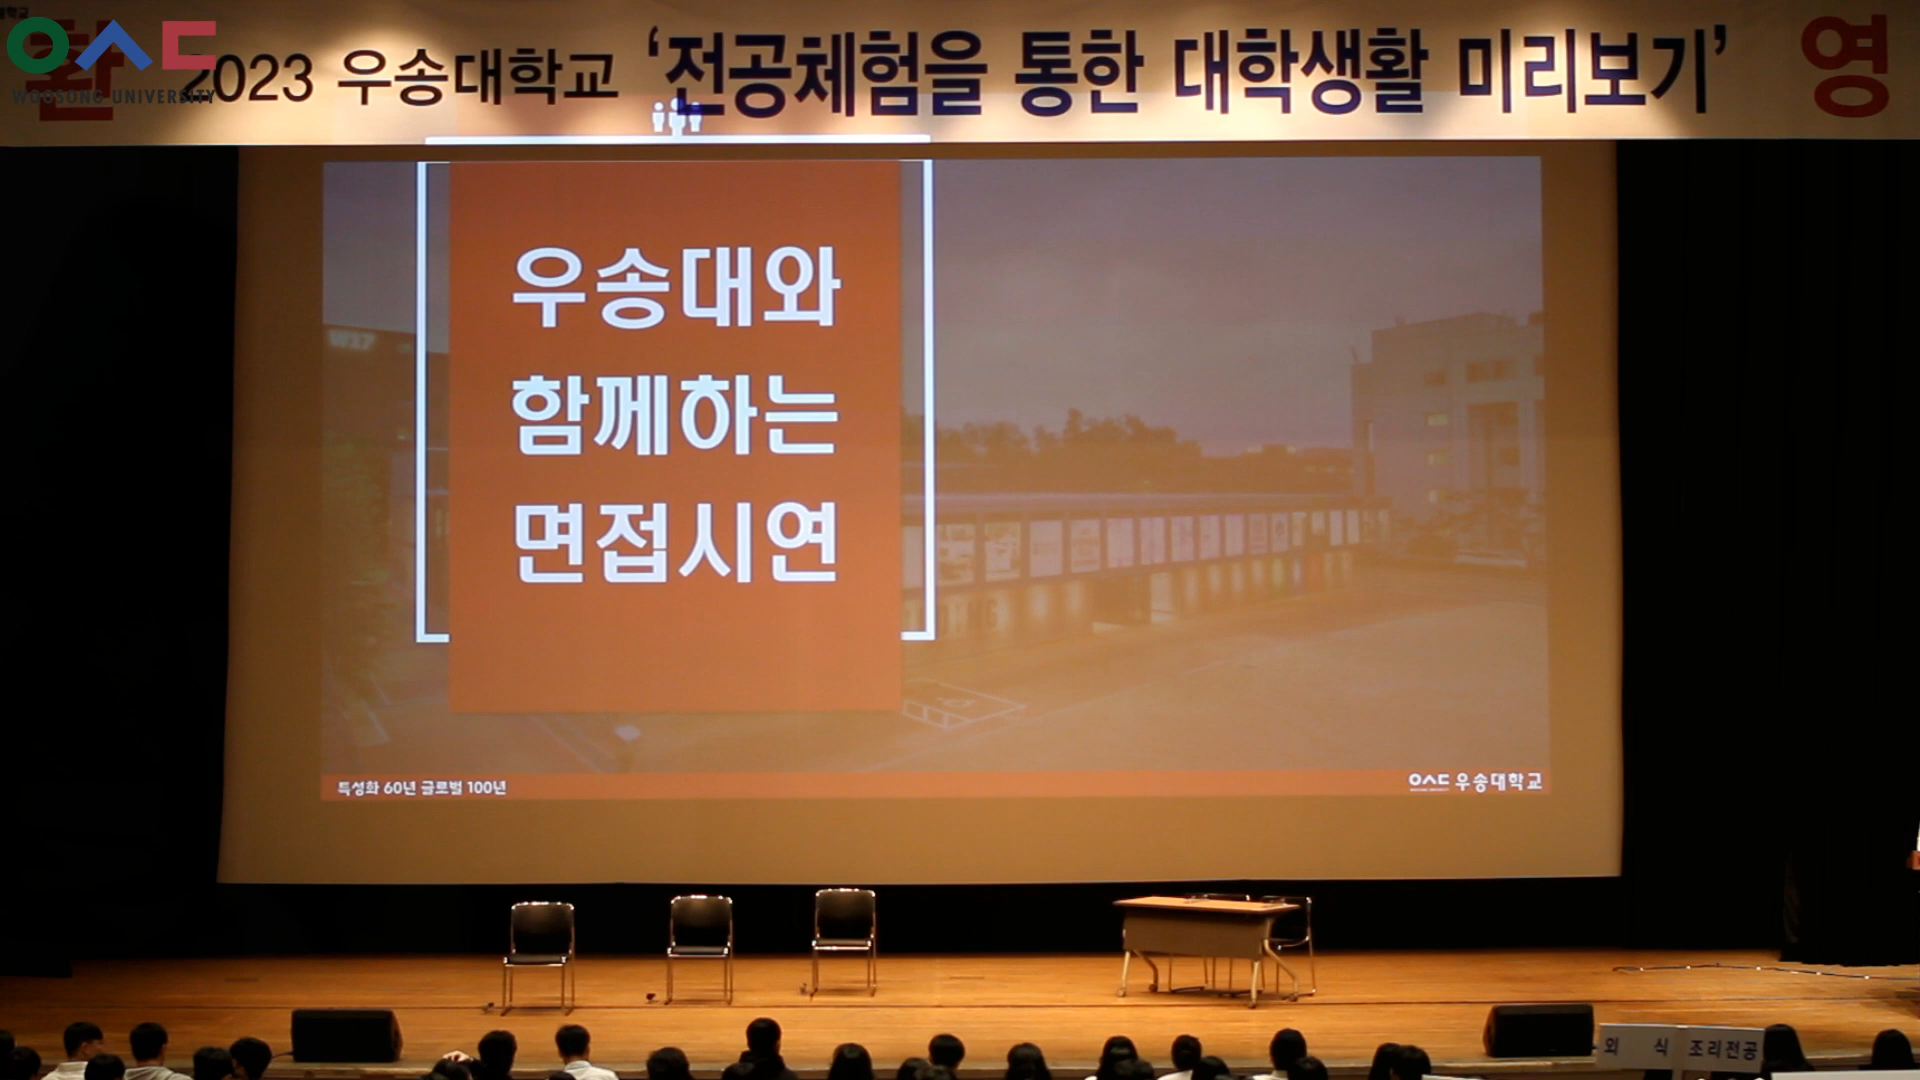 환 2023 우송대학교 ‘전공체험을 통한 대학생활 미리보기’ 영
WOOSONG UNIVERSITY
우송대와
함께하는
면접시연
특성화 60년 글로벌 100년
우송대학교
외식조리전공